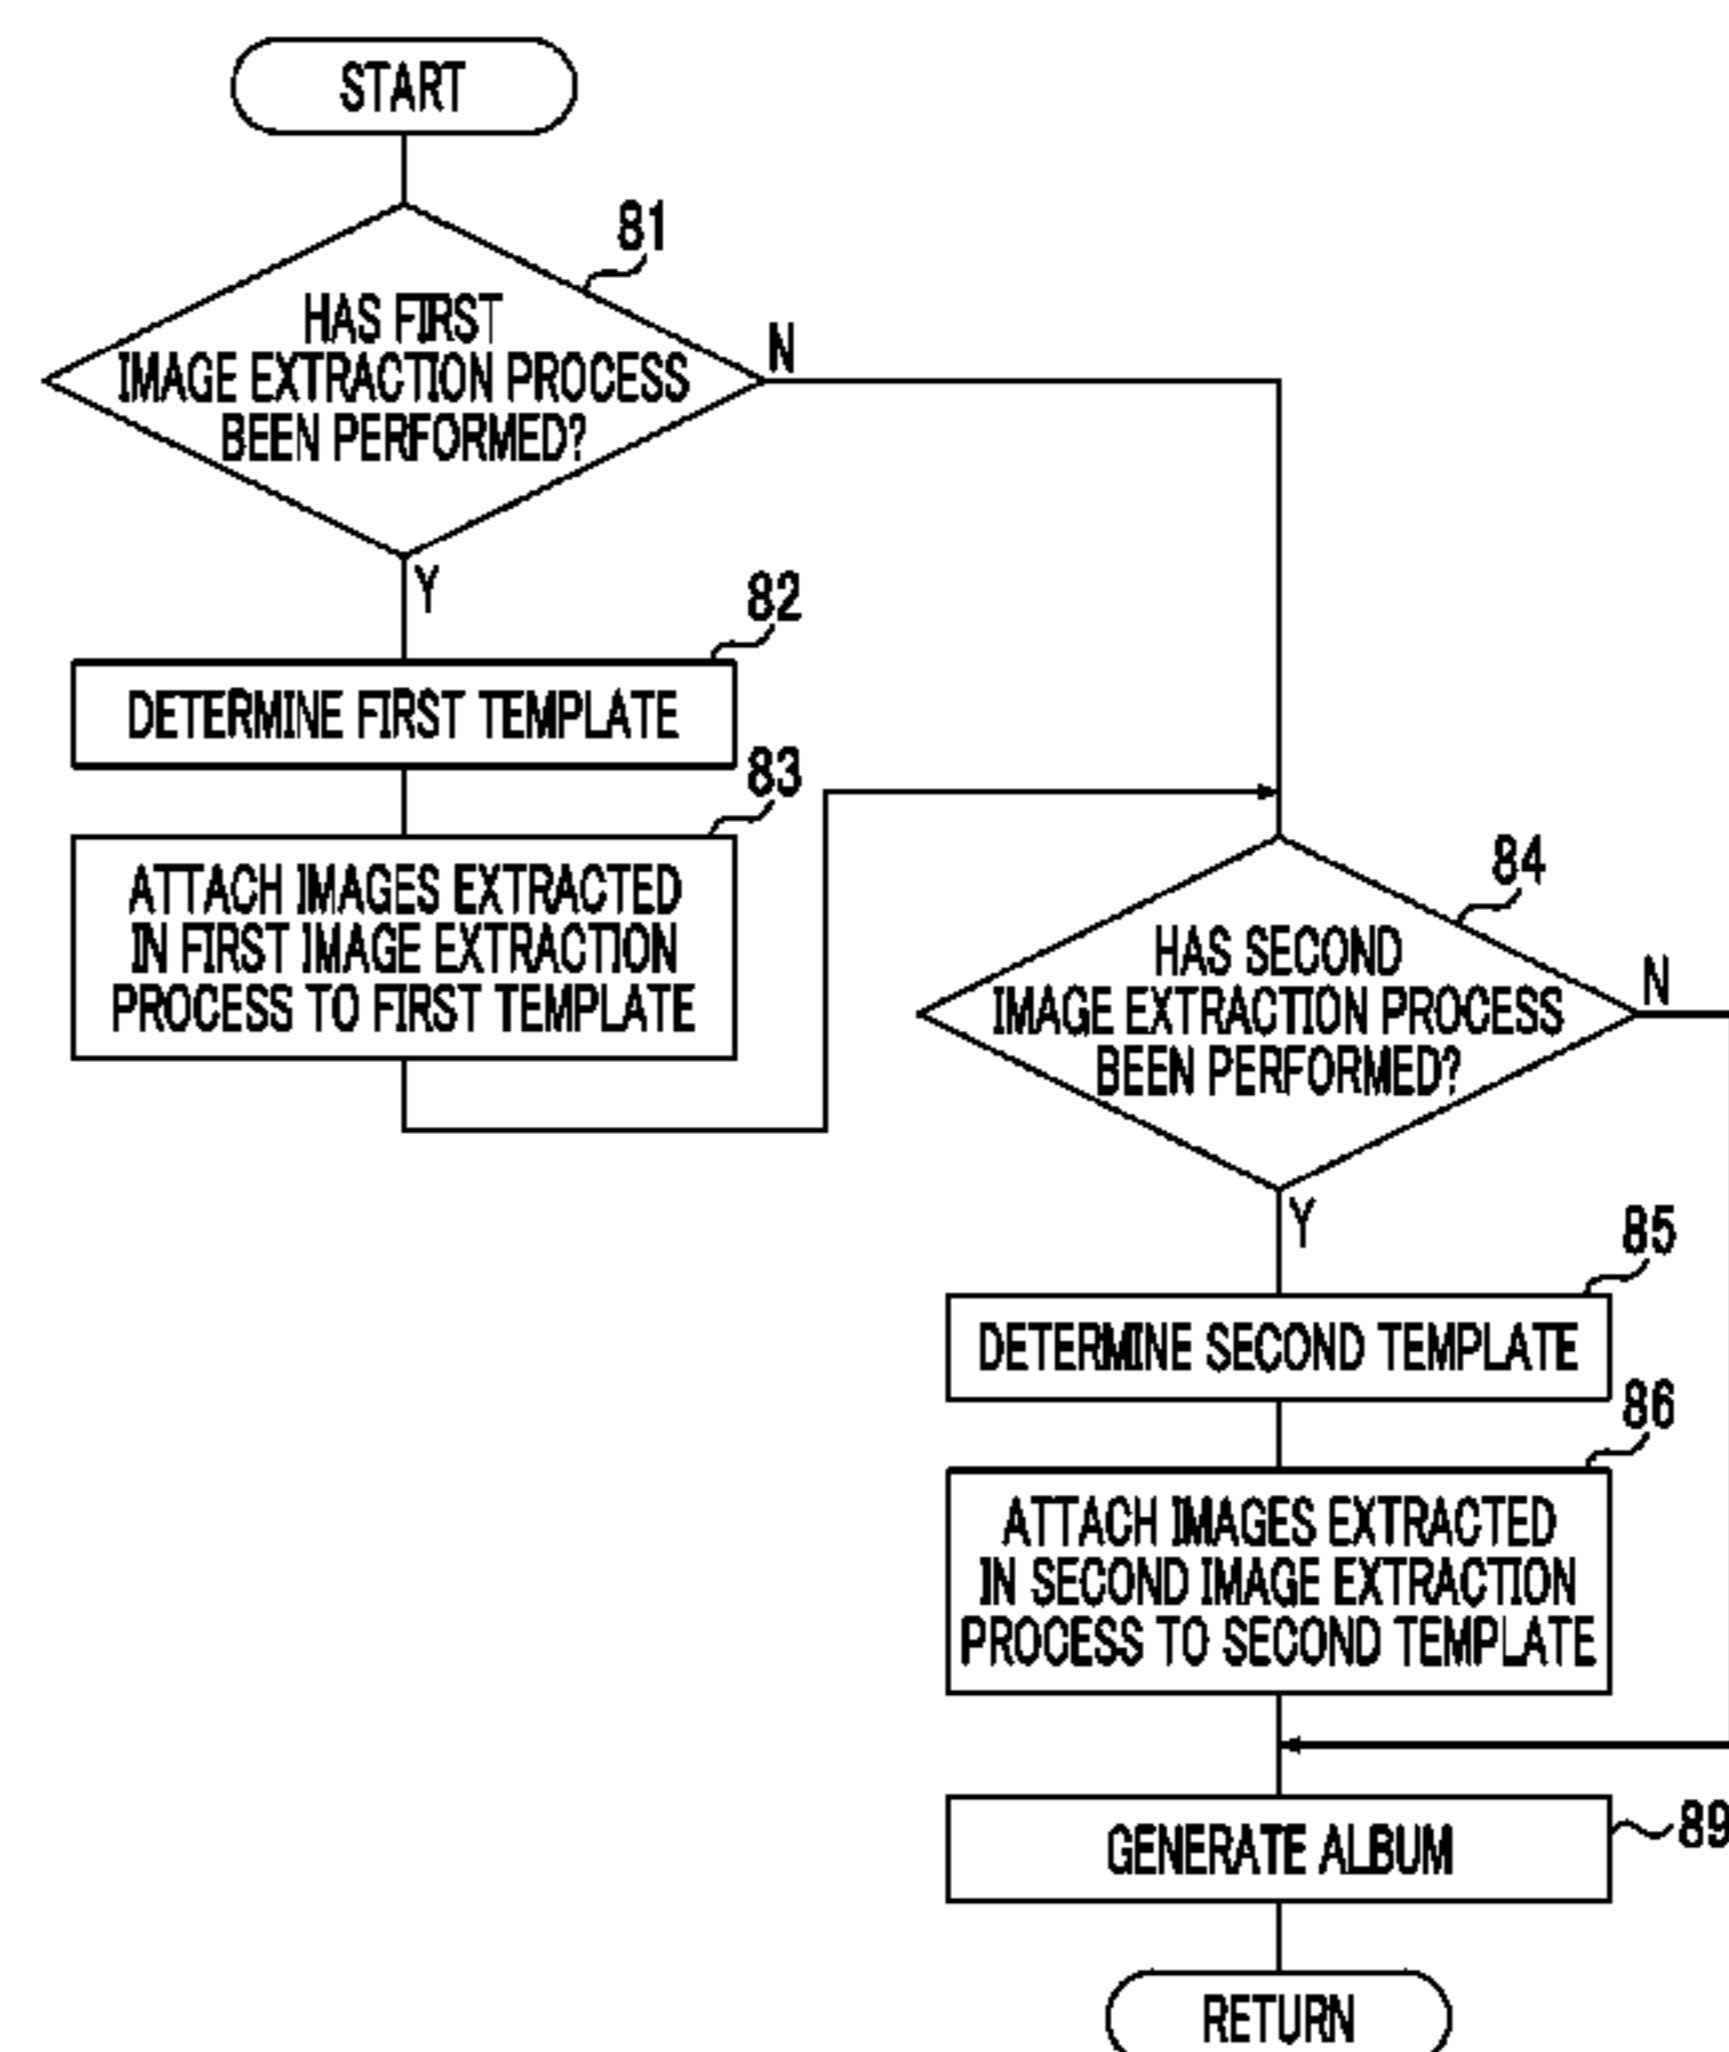 START
81
HAS FIRST
IMAGE EXTRACTION PROCESS
BEEN PERFORMED?
N
Y
82
DETERMINE FIRST TEMPLATE
83
ATTACH IMAGES EXTRACTED
IN FIRST IMAGE EXTRACTION
PROCESS TO FIRST TEMPLATE
84
HAS SECOND
IMAGE EXTRACTION PROCESS
BEEN PERFORMED?
N
Y
85
DETERMINE SECOND TEMPLATE
86
ATTACH IMAGES EXTRACTED
IN SECOND IMAGE EXTRACTION
PROCESS TO SECOND TEMPLATE
GENERATE ALBUM
89
RETURN